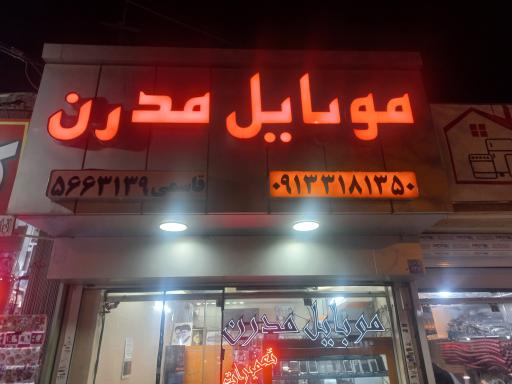 موبایل مدرن
۰۹۱۳۳۱۸۱۳۵۰
قاسمی ۵۶۶۳۱۳۹
موبایل مدرن
تعمیرات